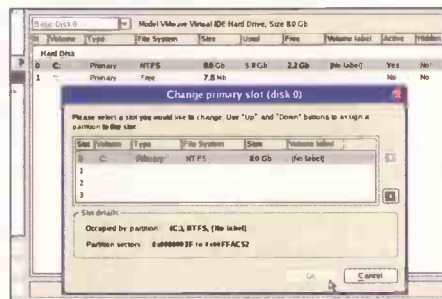 Base Disk 0 Model VMware Virtual IDE Hard Drive, Size 8.0 Gb
N Volume Type File System Size Used Free Volume label Active Hidden
Hard Disk
0 C: Primary NTFS 8.0 Gb 5.8 Gb 2.2 Gb [No label] Yes No
1 Primary Free 7.8 Mb No No
Change primary slot (disk 0)
Please select a slot you would like to change. Use "Up" and "Down" buttons to assign a
partition to the slot
Slot Volume Type File System Size Volume label
0 C: Primary NTFS 8.0 Gb [No label]
1
2
3
Slot details:
Occupied by partition (C:), NTFS, [No label]
Partition sectors
Cancel